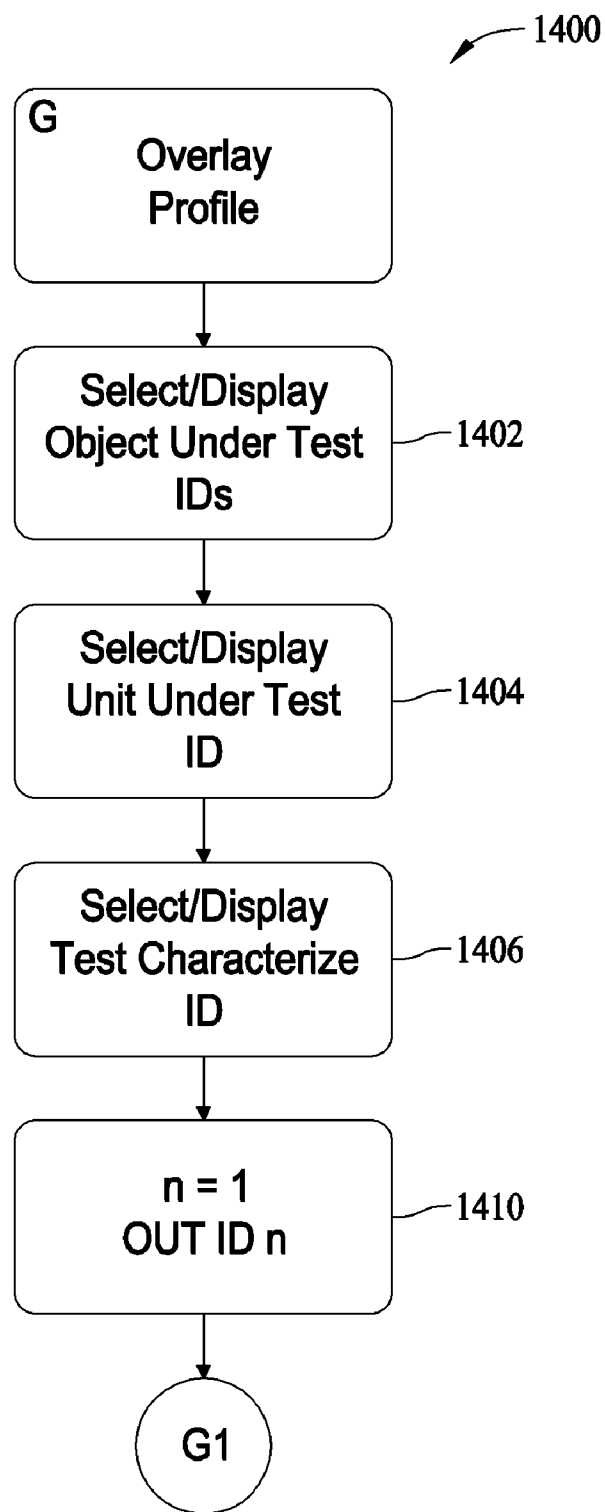 1400
G
Overlay
Profile
Select/Display
Object Under Test
IDs
1402
Select/Display
Unit Under Test
ID
1404
Select/Display
Test Characterize
ID
1406
n = 1
OUT ID n
1410
G1